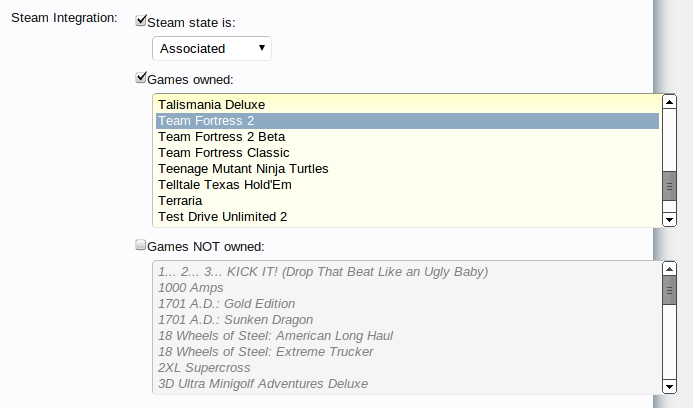 Steam Integration:
Steam state is:
Associated
Games owned:
Talismania Deluxe
Team Fortress 2
Team Fortress 2 Beta
Team Fortress Classic
Teenage Mutant Ninja Turtles
Telltale Texas Hold'Em
Terraria
Test Drive Unlimited 2
Games NOT owned:
1... 2... 3... KICK IT! (Drop That Beat Like an Ugly Baby)
1000 Amps
1701 A.D.: Gold Edition
1701 A.D.: Sunken Dragon
18 Wheels of Steel: American Long Haul
18 Wheels of Steel: Extreme Trucker
2XL Supercross
3D Ultra Minigolf Adventures Deluxe